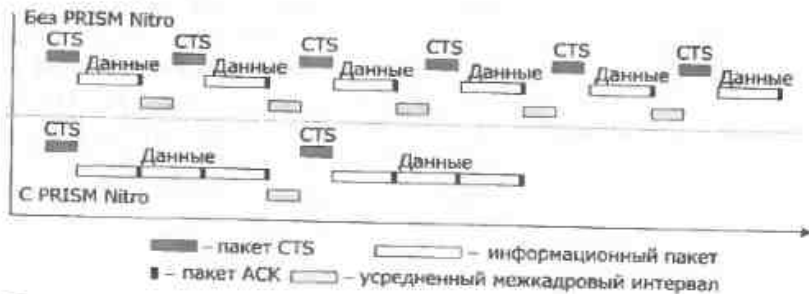 Без PRISM Nitro
CTS CTS CTS CTS CTS CTS
Данные Данные Данные Данные Данные Данные
CTS CTS
Данные Данные
С PRISM Nitro
– пакет CTS – информационный пакет
– пакет ACK – усредненный межкадровый интервал